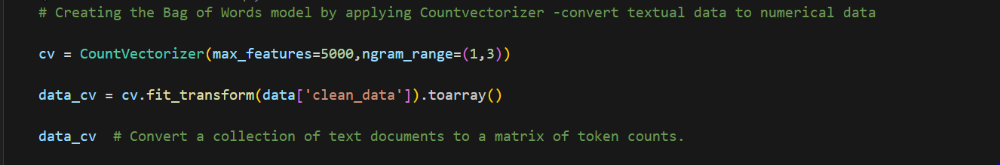 # Creating the Bag of Words model by applying Countvectorizer -convert textual data to numerical data
cv = CountVectorizer(max_features=5000,ngram_range=(1,3))
data_cv = cv.fit_transform(data['clean_data']).toarray()
data_cv  # Convert a collection of text documents to a matrix of token counts.